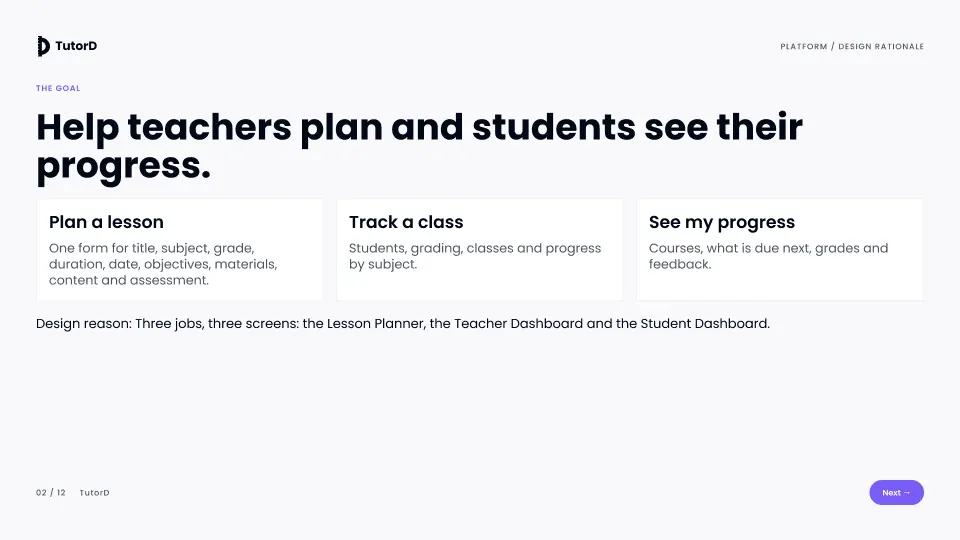 TutorD
PLATFORM / DESIGN RATIONALE
THE GOAL
Help teachers plan and students see their
progress.
Plan a lesson
One form for title, subject, grade,
duration, date, objectives, materials,
content and assessment.
Track a class
Students, grading, classes and progress
by subject.
See my progress
Courses, what is due next, grades and
feedback.
Design reason: Three jobs, three screens: the Lesson Planner, the Teacher Dashboard and the Student Dashboard.
02 / 12 TutorD
Next →